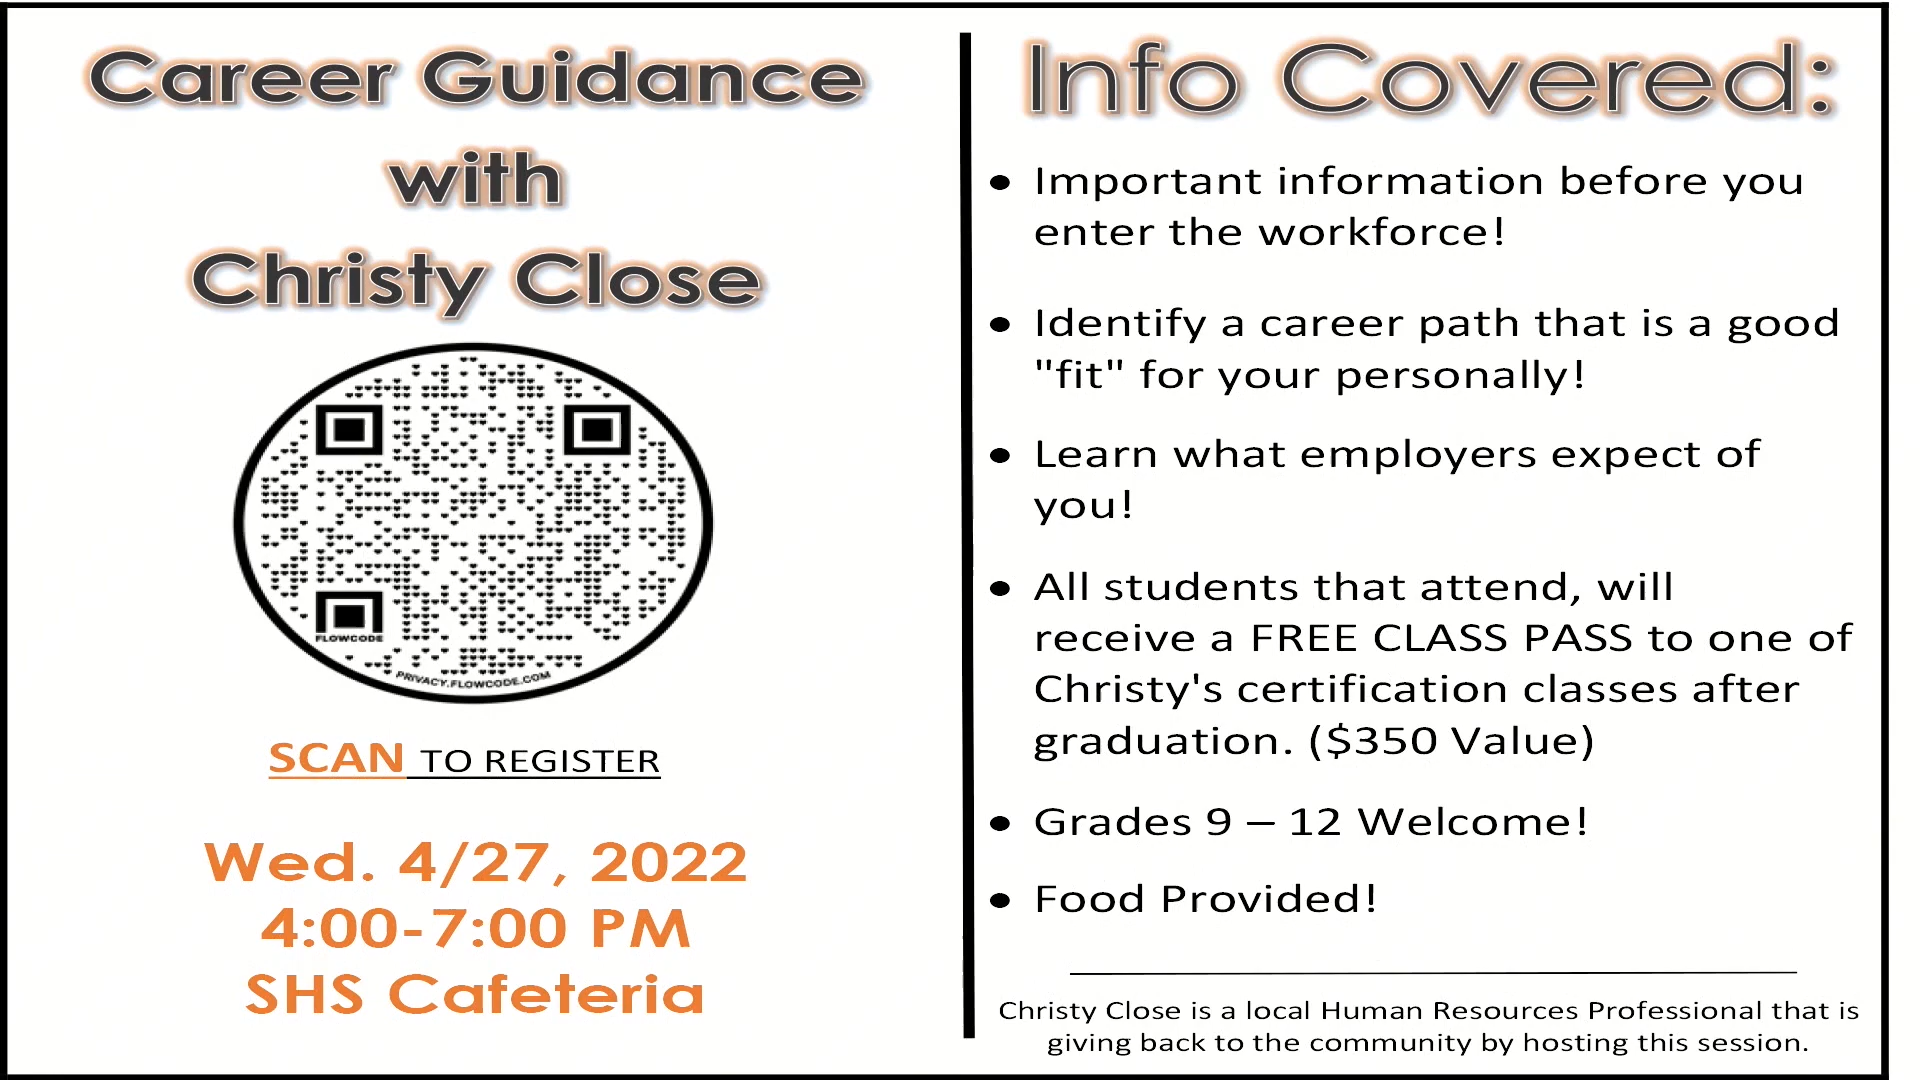 Career Guidance
with
Christy Close
FLOWCODE
PRIVACY.FLOWCODE.COM
SCAN TO REGISTER
Wed. 4/27, 2022
4:00-7:00 PM
SHS Cafeteria
Info Covered:
• Important information before you
enter the workforce!
• Identify a career path that is a good
"fit" for your personally!
• Learn what employers expect of
you!
• All students that attend, will
receive a FREE CLASS PASS to one of
Christy's certification classes after
graduation. ($350 Value)
• Grades 9 – 12 Welcome!
• Food Provided!
Christy Close is a local Human Resources Professional that is
giving back to the community by hosting this session.